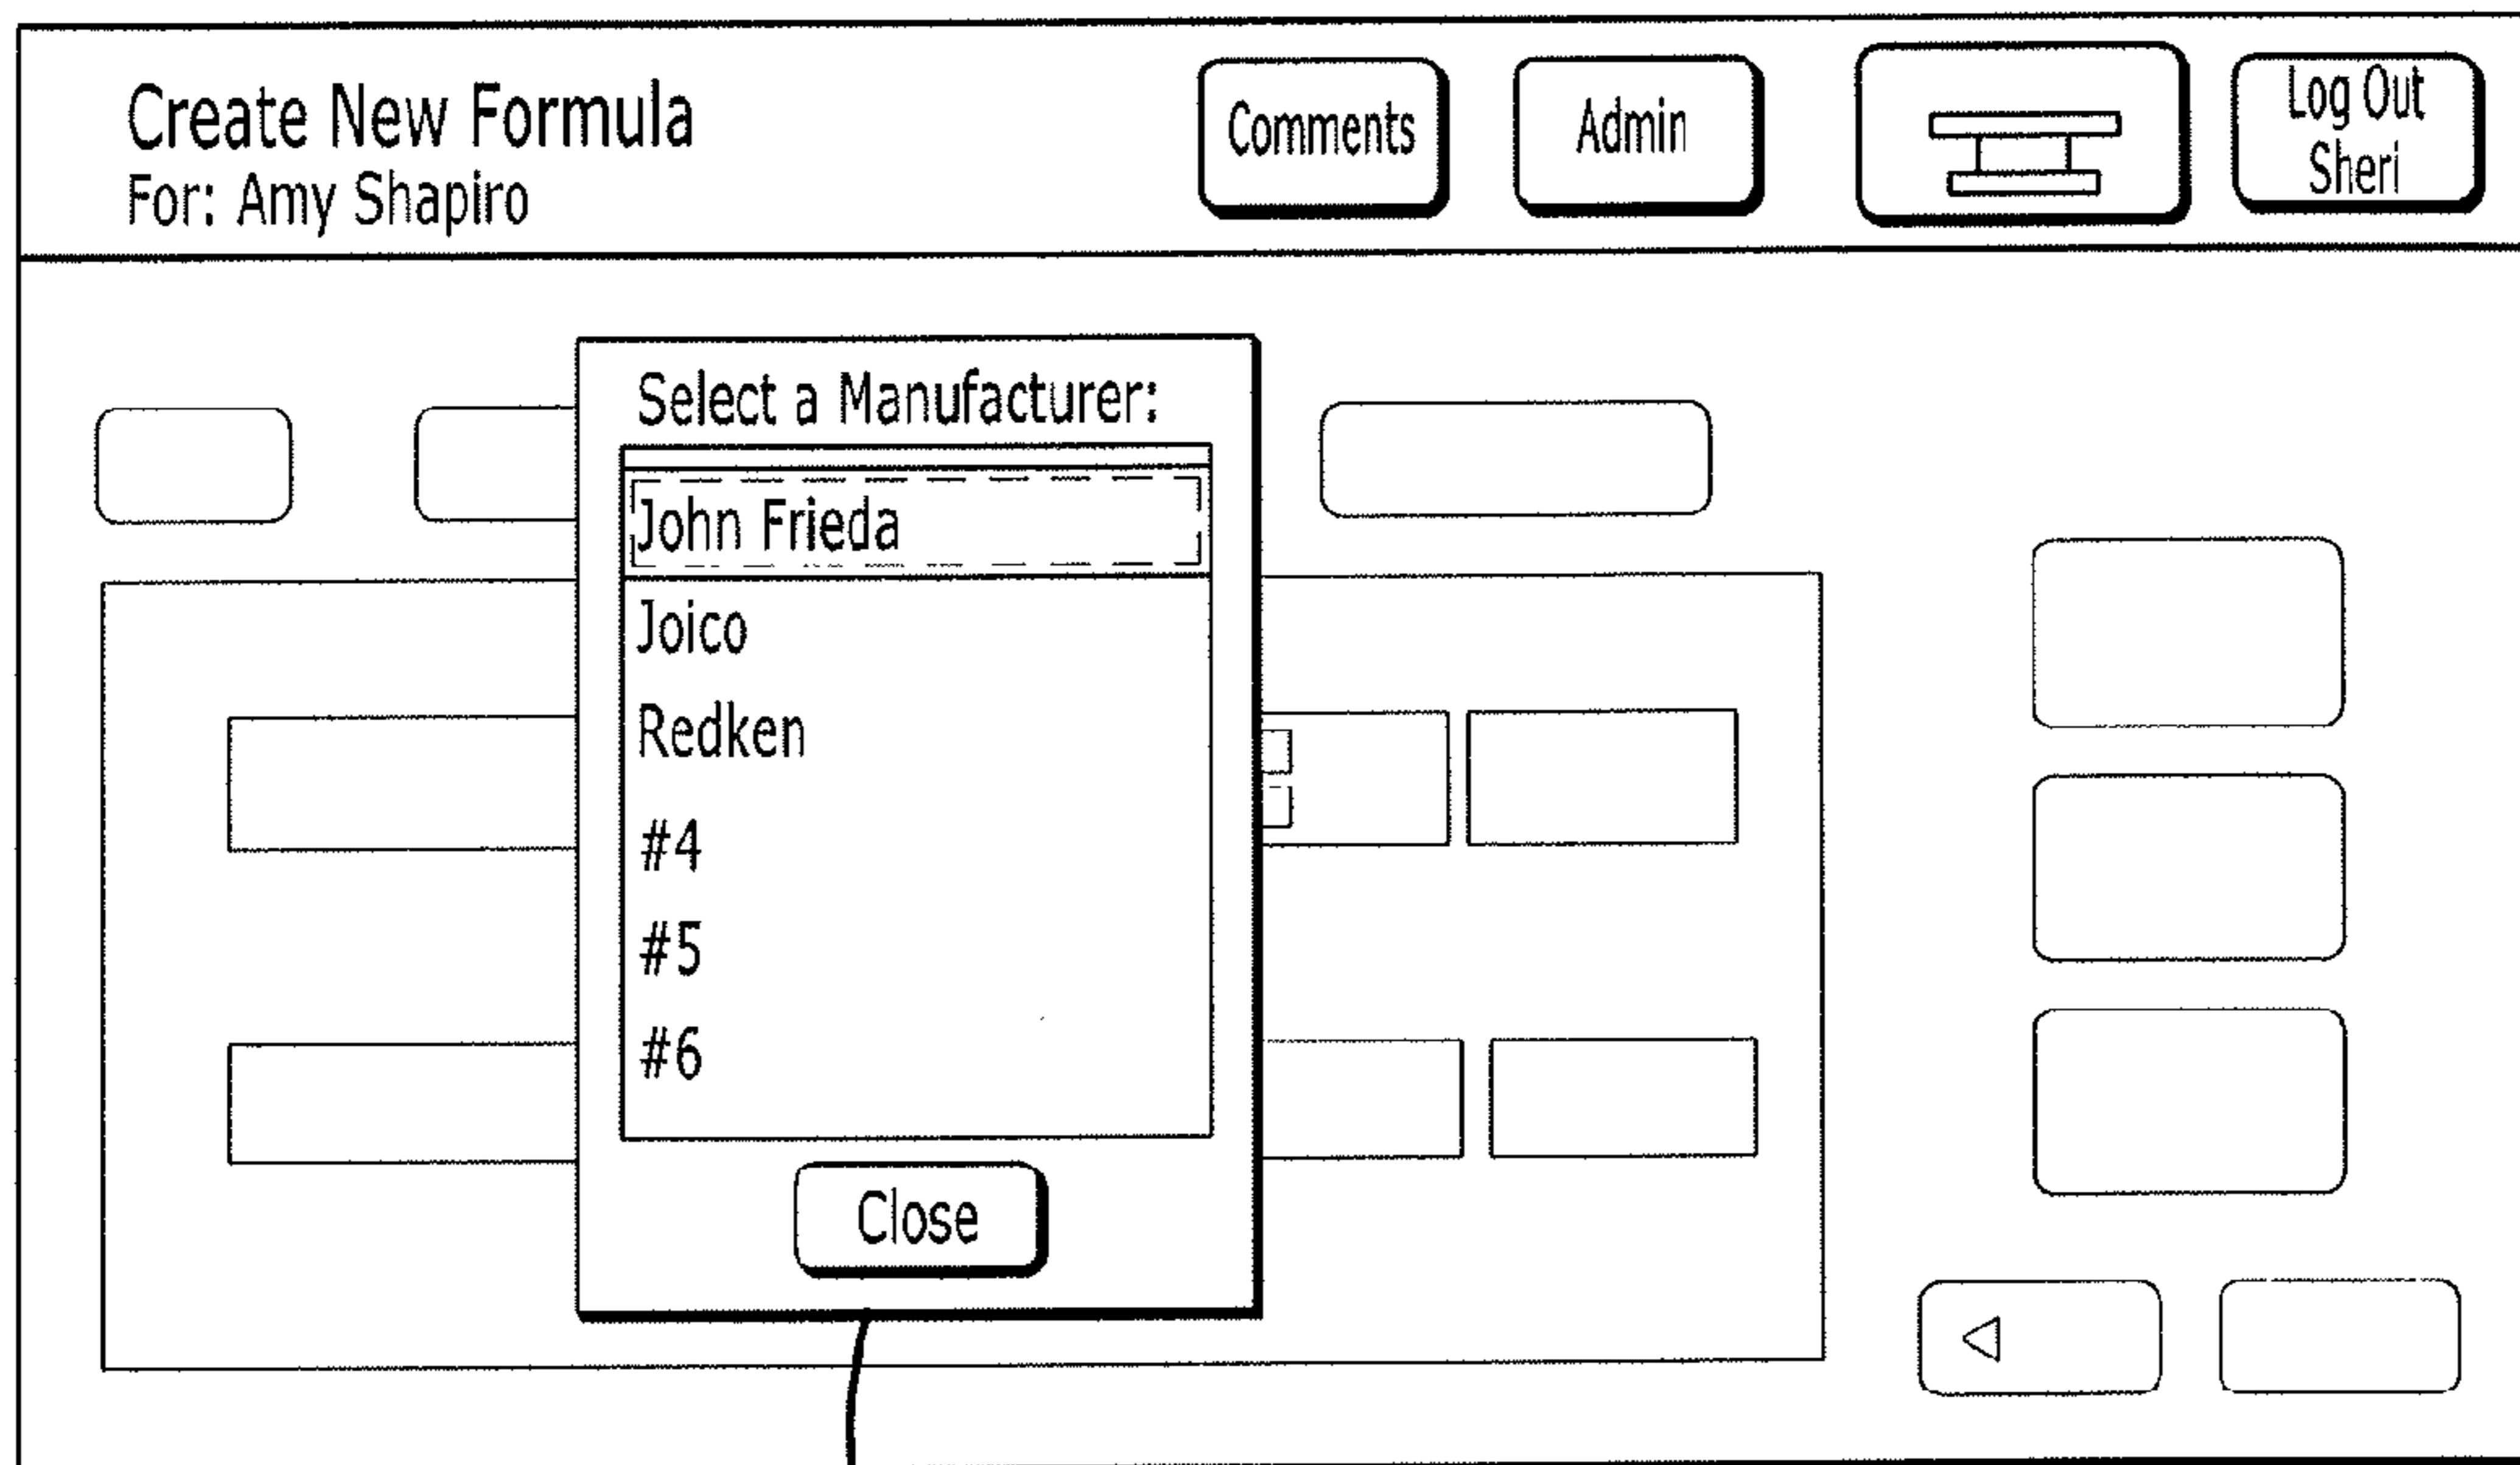 Create New Formula
For: Amy Shapiro
Comments
Admin
Log Out
Sheri
Select a Manufacturer:
John Frieda
Joico
Redken
#4
#5
#6
Close